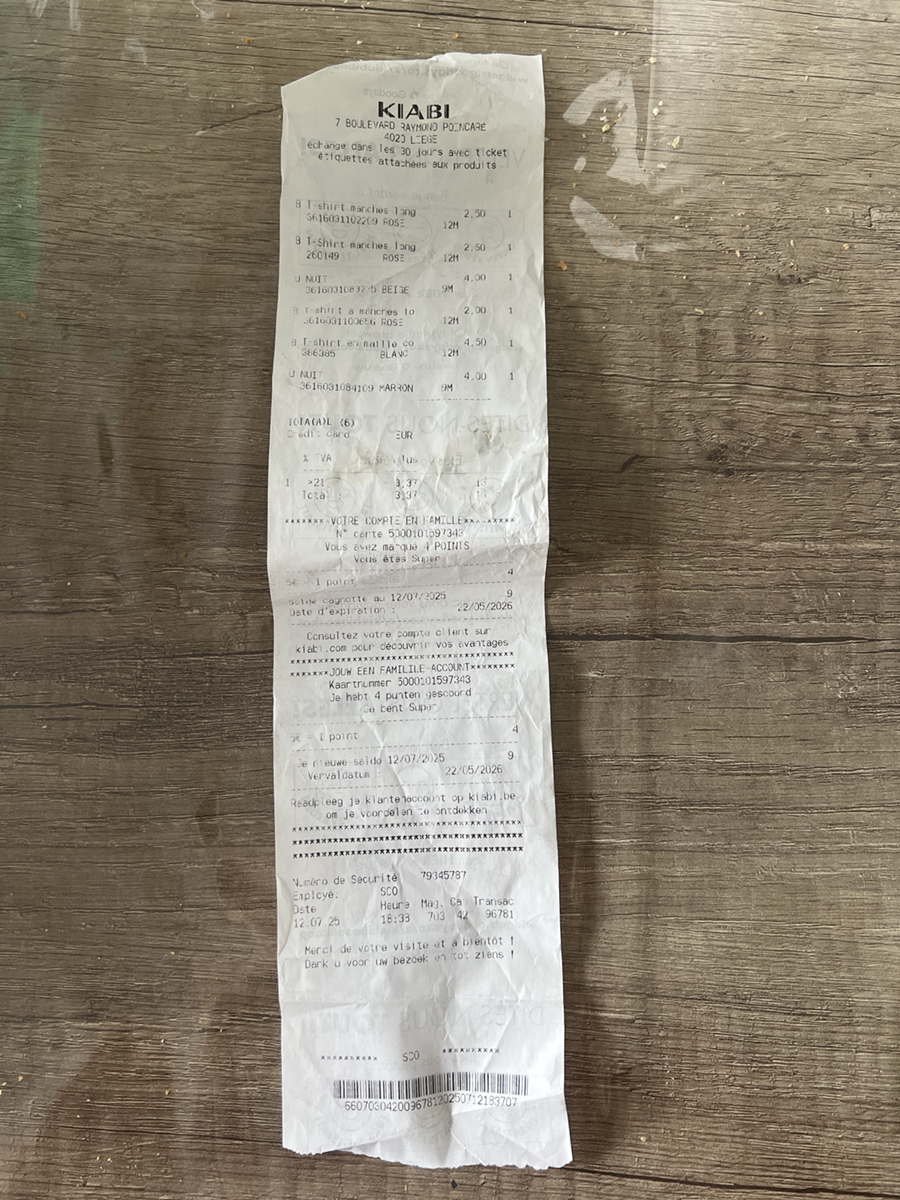 KIABI
7 BOULEVARD RAYMOND POINCARE
4020 LIEGE
échange dans les 30 jours avec ticket
étiquettes attachées aux produits
B T-shirt manches long 2,50 1
3616031102209 ROSE 12M
B T-Shirt manches long 2,50 1
260149 ROSE 12M
U NUIT 4,00 1
BEIGE 9M
B T-shirt a manches lo 2,00 1
ROSE 12M
B T-shirt en maille co 4,50 1
386385 BLANC 12M
U NUIT 4,00 1
3616031084109 MARRON 9M
TOTA(A)L (6)
Credit card EUR
% TVA
1 >21 3,37
Total : 3,37
********VOTRE COMPTE EN FAMILLE**********
N° carte 5000101597343
Vous avez marqué 4 POINTS
Vous êtes Super
4
5€ = 1 point
Solde cagnotte au 12/07/2025 9
Date d'expiration : 22/05/2026
Consultez votre compte client sur
kiabi.com pour découvrir vos avantages
*****************************************
*******JOUW EEN FAMILILE-ACCOUNT********
Kaartnummer 5000101597343
Je hebt 4 punten gescoord
Je bent Super
4
5€ = 1 point
Je nieuwe saldo 12/07/2025 9
Vervaldatum : 22/05/2026
Raadpleeg je klantenaccount op kiabi.be
om je voordelen te ontdekken
*****************************************
*****************************************
*****************************************
Numéro de Sécurité 79345787
Employé: SCO
Date Heure Mag. Ca Transac
12.07.25 18:33 703 42 96781
Merci de votre visite et à bientôt !
Dank u voor uw bezoek en tot ziens !
********** SCO **********